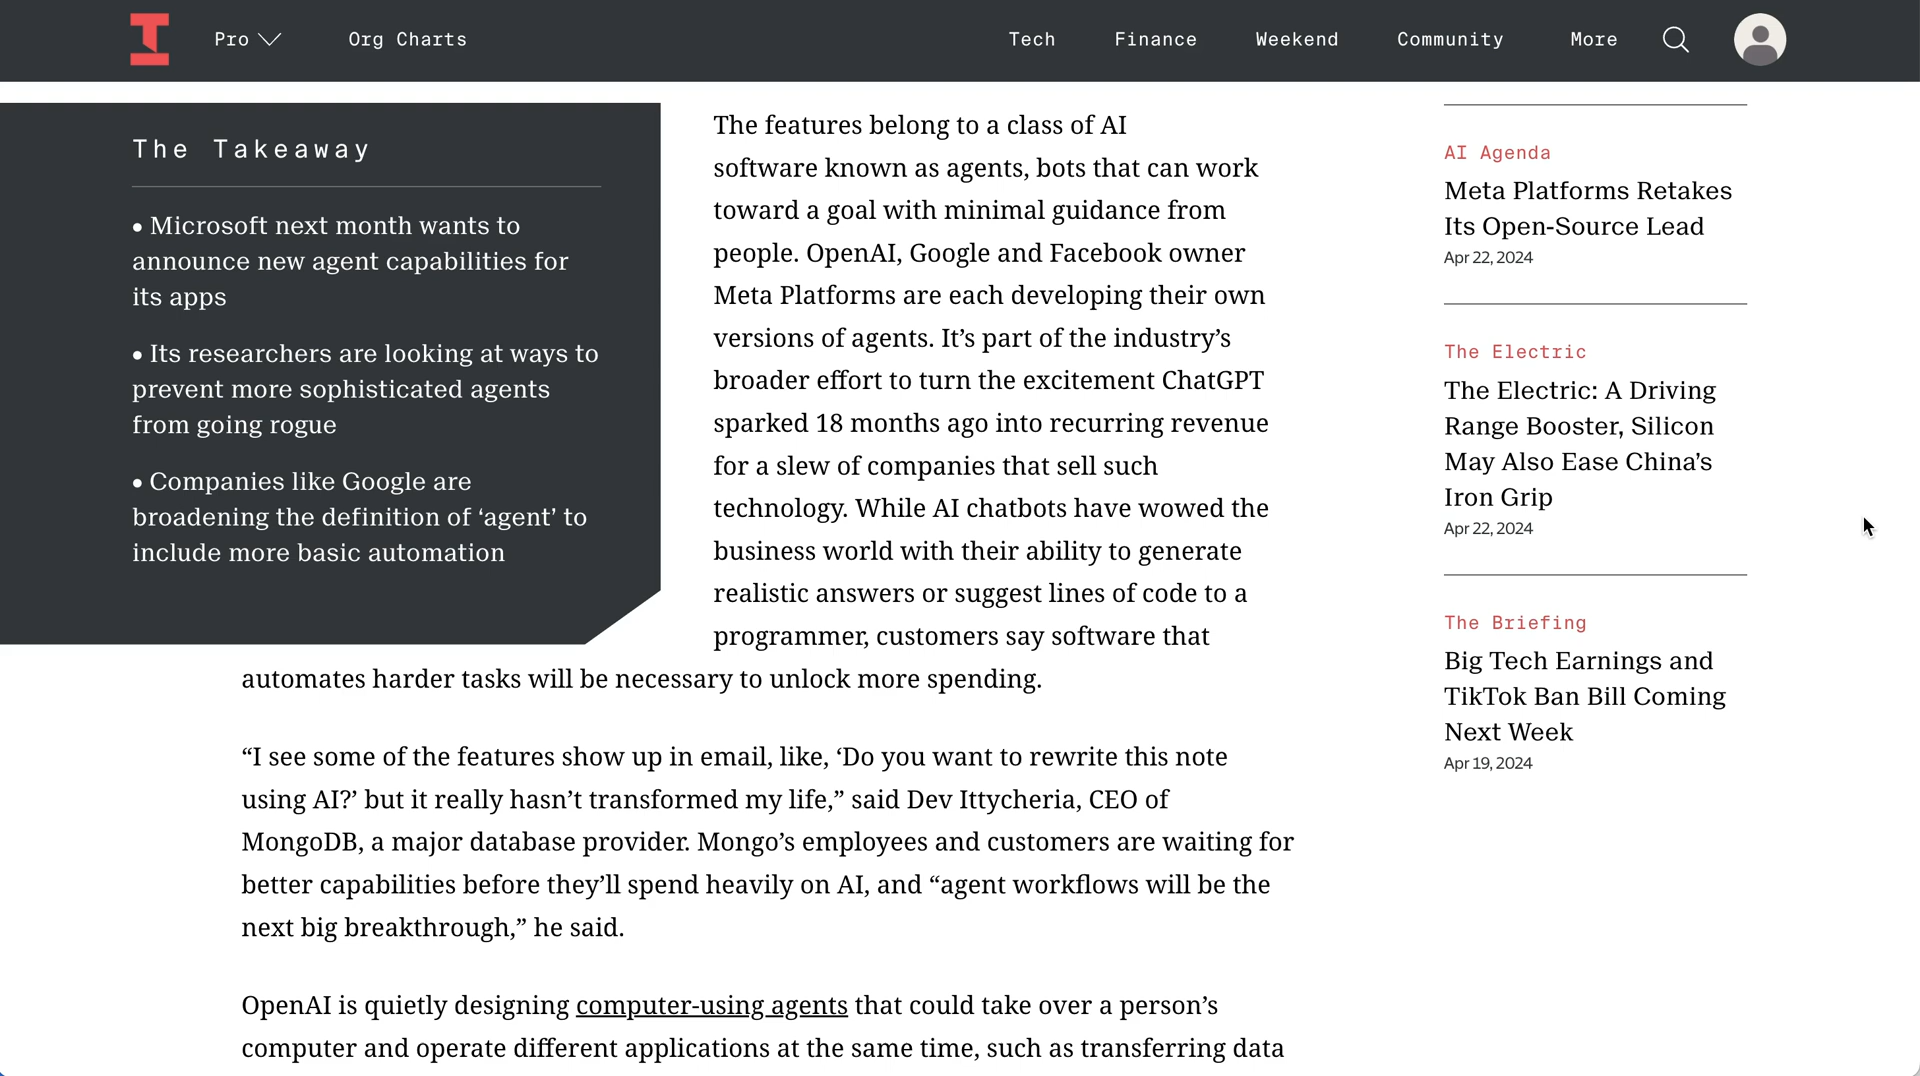 Pro
Org Charts
Tech
Finance
Weekend
Community
More
The Takeaway
• Microsoft next month wants to
announce new agent capabilities for
its apps
• Its researchers are looking at ways to
prevent more sophisticated agents
from going rogue
• Companies like Google are
broadening the definition of ‘agent’ to
include more basic automation
The features belong to a class of AI
software known as agents, bots that can work
toward a goal with minimal guidance from
people. OpenAI, Google and Facebook owner
Meta Platforms are each developing their own
versions of agents. It’s part of the industry’s
broader effort to turn the excitement ChatGPT
sparked 18 months ago into recurring revenue
for a slew of companies that sell such
technology. While AI chatbots have wowed the
business world with their ability to generate
realistic answers or suggest lines of code to a
programmer, customers say software that
automates harder tasks will be necessary to unlock more spending.
“I see some of the features show up in email, like, ‘Do you want to rewrite this note
using AI?’ but it really hasn’t transformed my life,” said Dev Ittycheria, CEO of
MongoDB, a major database provider. Mongo’s employees and customers are waiting for
better capabilities before they’ll spend heavily on AI, and “agent workflows will be the
next big breakthrough,” he said.
OpenAI is quietly designing computer-using agents that could take over a person’s
computer and operate different applications at the same time, such as transferring data
AI Agenda
Meta Platforms Retakes
Its Open-Source Lead
Apr 22, 2024
The Electric
The Electric: A Driving
Range Booster, Silicon
May Also Ease China’s
Iron Grip
Apr 22, 2024
The Briefing
Big Tech Earnings and
TikTok Ban Bill Coming
Next Week
Apr 19, 2024